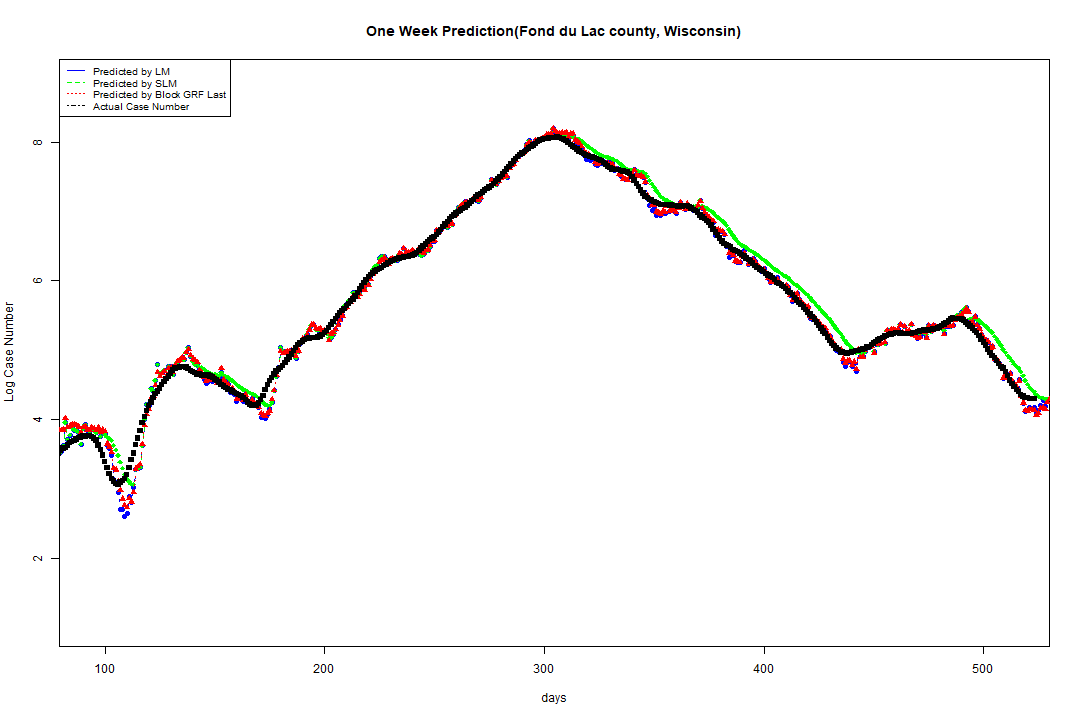 One Week Prediction(Fond du Lac county, Wisconsin)
Predicted by LM
Predicted by SLM
Predicted by Block GRF Last
Actual Case Number
Log Case Number
8
6
4
2
100 200 300 400 500
days